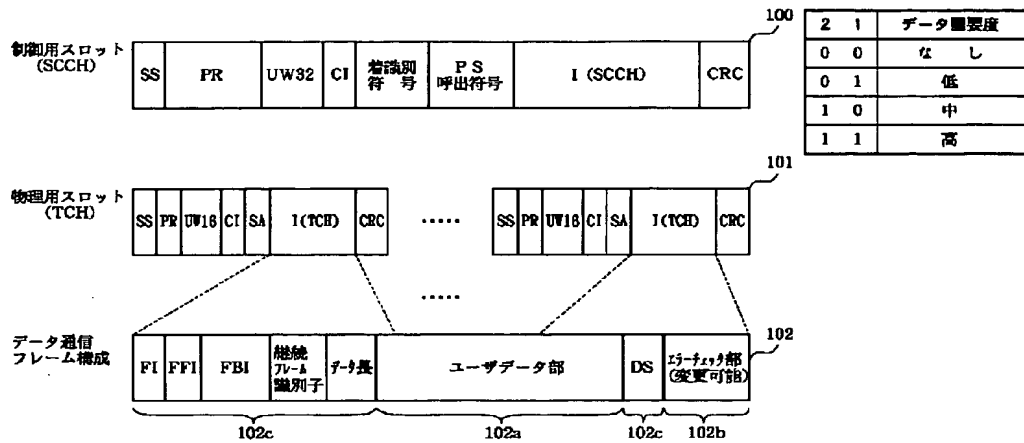 100
制御用スロット
(SCCH)
SS PR UW32 CI 着識別符号 PS呼出符号 I (SCCH) CRC
2 1 データ重要度
0 0 なし
0 1 低
1 0 中
1 1 高
101
物理用スロット
(TCH)
SS PR UW16 CI SA I(TCH) CRC ..... SS PR UW16 CI SA I(TCH) CRC
.....
102
データ通信
フレーム構成
FI FFI FBI 継続フレーム識別子 データ長 ユーザデータ部 DS エラーチェック部(変更可能)
102c 102a 102c 102b